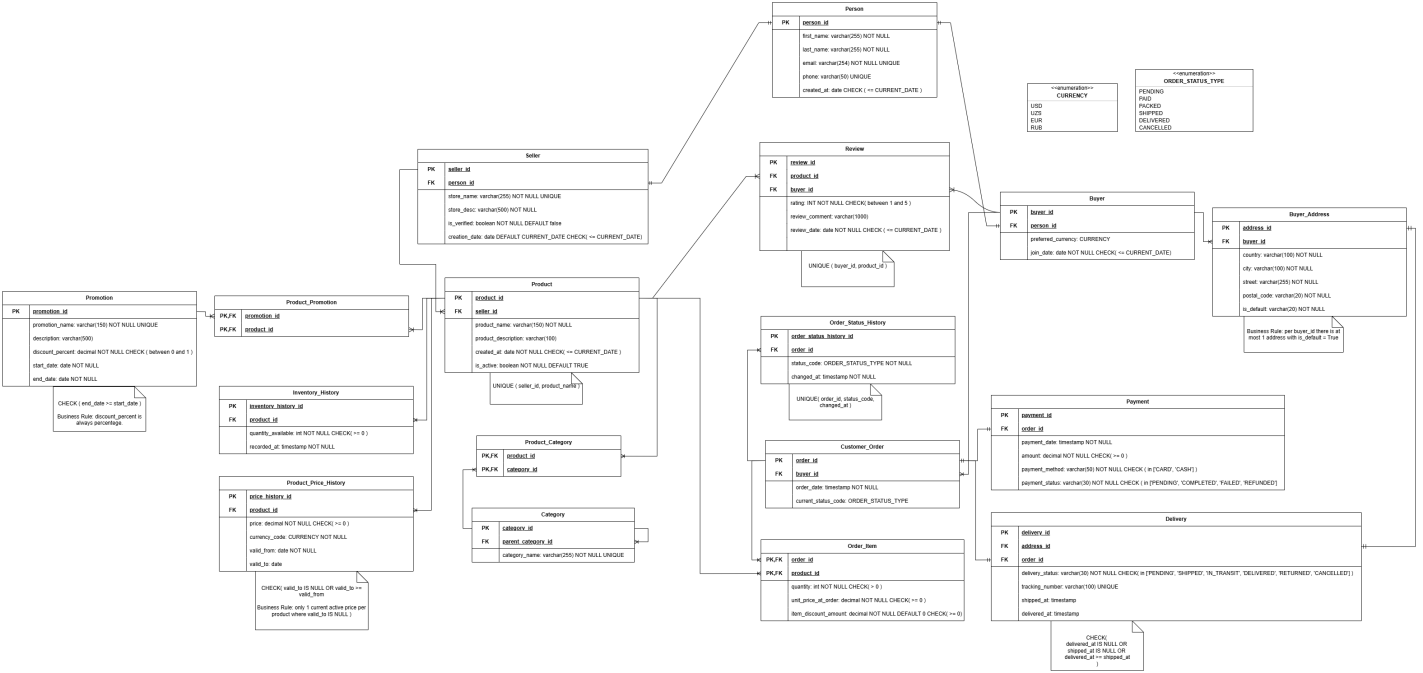 Person
PK person_id
first_name: varchar(255) NOT NULL
last_name: varchar(255) NOT NULL
email: varchar(254) NOT NULL UNIQUE
phone: varchar(50) UNIQUE
created_at: date CHECK ( <= CURRENT_DATE )
<<enumeration>>
CURRENCY
USD
UZS
EUR
RUB
<<enumeration>>
ORDER_STATUS_TYPE
PENDING
PAID
PACKED
SHIPPED
DELIVERED
CANCELLED
Seller
PK seller_id
FK person_id
store_name: varchar(255) NOT NULL UNIQUE
store_desc: varchar(500) NOT NULL
is_verified: boolean NOT NULL DEFAULT false
creation_date: date DEFAULT CURRENT_DATE CHECK( <= CURRENT_DATE)
Review
PK review_id
FK product_id
FK buyer_id
rating: INT NOT NULL CHECK( between 1 and 5 )
review_comment: varchar(1000)
review_date: date NOT NULL CHECK ( <= CURRENT_DATE )
UNIQUE ( buyer_id, product_id )
Buyer
PK buyer_id
FK person_id
preferred_currency: CURRENCY
join_date: date NOT NULL CHECK( <= CURRENT_DATE)
Buyer_Address
PK address_id
FK buyer_id
country: varchar(100) NOT NULL
city: varchar(100) NOT NULL
street: varchar(255) NOT NULL
postal_code: varchar(20) NOT NULL
is_default: varchar(20) NOT NULL
Business Rule: per buyer_id there is at
most 1 address with is_default = True
Promotion
PK promotion_id
promotion_name: varchar(150) NOT NULL UNIQUE
description: varchar(500)
discount_percent: decimal NOT NULL CHECK ( between 0 and 1 )
start_date: date NOT NULL
end_date: date NOT NULL
CHECK ( end_date >= start_date )
Business Rule: discount_percent is
always percentege.
Product_Promotion
PK,FK promotion_id
PK,FK product_id
Product
PK product_id
FK seller_id
product_name: varchar(150) NOT NULL
product_description: varchar(100)
created_at: date NOT NULL CHECK( <= CURRENT_DATE )
is_active: boolean NOT NULL DEFAULT TRUE
UNIQUE ( seller_id, product_name )
Order_Status_History
PK order_status_history_id
FK order_id
status_code: ORDER_STATUS_TYPE NOT NULL
changed_at: timestamp NOT NULL
UNIQUE( order_id, status_code,
changed_at )
Inventory_History
PK inventory_history_id
FK product_id
quantity_available: int NOT NULL CHECK( >= 0 )
recorded_at: timestamp NOT NULL
Product_Category
PK,FK product_id
PK,FK category_id
Customer_Order
PK order_id
FK buyer_id
order_date: timestamp NOT NULL
current_status_code: ORDER_STATUS_TYPE
Payment
PK payment_id
FK order_id
payment_date: timestamp NOT NULL
amount: decimal NOT NULL CHECK( >= 0 )
payment_method: varchar(50) NOT NULL CHECK ( in ['CARD', 'CASH'] )
payment_status: varchar(30) NOT NULL CHECK ( in ['PENDING', 'COMPLETED', 'FAILED', 'REFUNDED']
Product_Price_History
PK price_history_id
FK product_id
price: decimal NOT NULL CHECK( >= 0 )
currency_code: CURRENCY NOT NULL
valid_from: date NOT NULL
valid_to: date
CHECK( valid_to IS NULL OR valid_to >=
valid_from
Business Rule: only 1 current active price per
product where valid_to IS NULL )
Category
PK category_id
FK parent_category_id
category_name: varchar(255) NOT NULL UNIQUE
Order_Item
PK,FK order_id
PK,FK product_id
quantity: int NOT NULL CHECK( > 0 )
unit_price_at_order: decimal NOT NULL CHECK( >= 0 )
item_discount_amount: decimal NOT NULL DEFAULT 0 CHECK( >= 0)
Delivery
PK delivery_id
FK address_id
FK order_id
delivery_status: varchar(30) NOT NULL CHECK( in ['PENDING', 'SHIPPED', 'IN_TRANSIT', 'DELIVERED', 'RETURNED', 'CANCELLED'] )
tracking_number: varchar(100) UNIQUE
shipped_at: timestamp
delivered_at: timestamp
CHECK(
delivered_at IS NULL OR
shipped_at IS NULL OR
delivered_at >= shipped_at
)